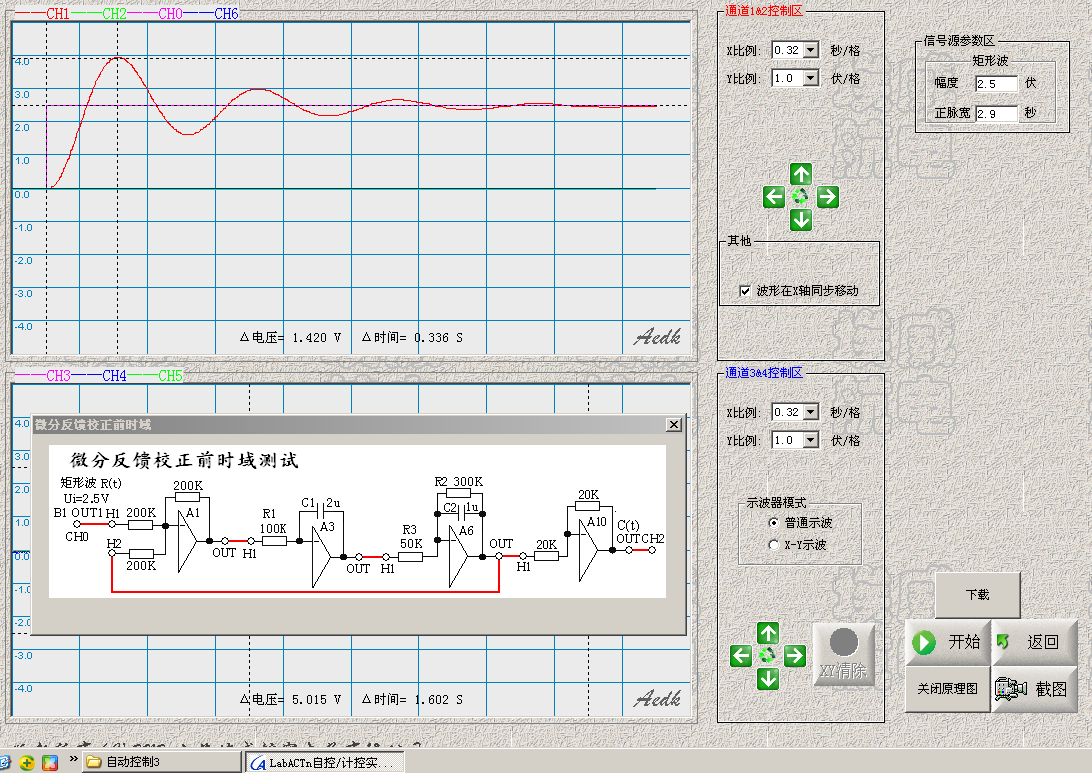 CH1 CH2 CH0 CH6
4.0
3.0
2.0
1.0
0.0
-1.0
-2.0
-3.0
-4.0
△电压= 1.420 V △时间= 0.336 S
Aedk
通道1&2控制区
X比例: 0.32 秒/格
Y比例: 1.0 伏/格
其他
波形在X轴同步移动
信号源参数区
矩形波
幅度 2.5 伏
正脉宽 2.9 秒
CH3 CH4 CH5
4.0
3.0
2.0
1.0
0.0
-1.0
-2.0
-3.0
-4.0
微分反馈校正前时域
微分反馈校正前时域测试
矩形波 R(t)
Ui=2.5V
B1 OUT1 H1 200K
CH0
200K
A1
H2
200K
OUT H1
R1
100K
C1 2u
A3
OUT H1
R3
50K
R2 300K
C2 1u
A6
OUT
H1
20K
20K
A10
C(t)
OUT CH2
△电压= 5.015 V △时间= 1.602 S
Aedk
通道3&4控制区
X比例: 0.32 秒/格
Y比例: 1.0 伏/格
示波器模式
普通示波
X-Y示波
XY清除
下载
开始
返回
关闭原理图
截图
自动控制3
LabACTn自控/计控实...